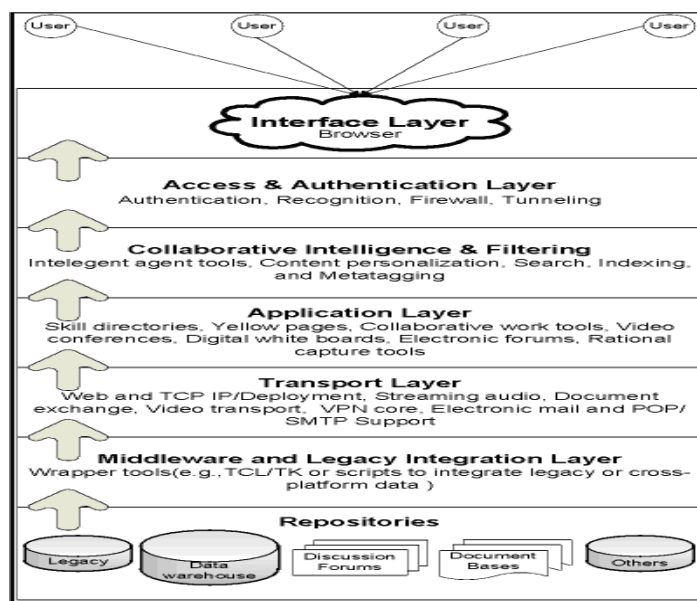 User User User User
Interface Layer
Browser
Access & Authentication Layer
Authentication, Recognition, Firewall, Tunneling
Collaborative Intelligence & Filtering
Intelegent agent tools, Content personalization, Search, Indexing,
and Metatagging
Application Layer
Skill directories, Yellow pages, Collaborative work tools, Video
conferences, Digital white boards, Electronic forums, Rational
capture tools
Transport Layer
Web and TCP IP/Deployment, Streaming audio, Document
exchange, Video transport, VPN core, Electronic mail and POP/
SMTP Support
Middleware and Legacy Integration Layer
Wrapper tools(e.g.,TCL/TK or scripts to integrate legacy or cross-
platform data )
Repositories
Legacy
Data
warehouse
Discussion
Forums
Document
Bases
Others